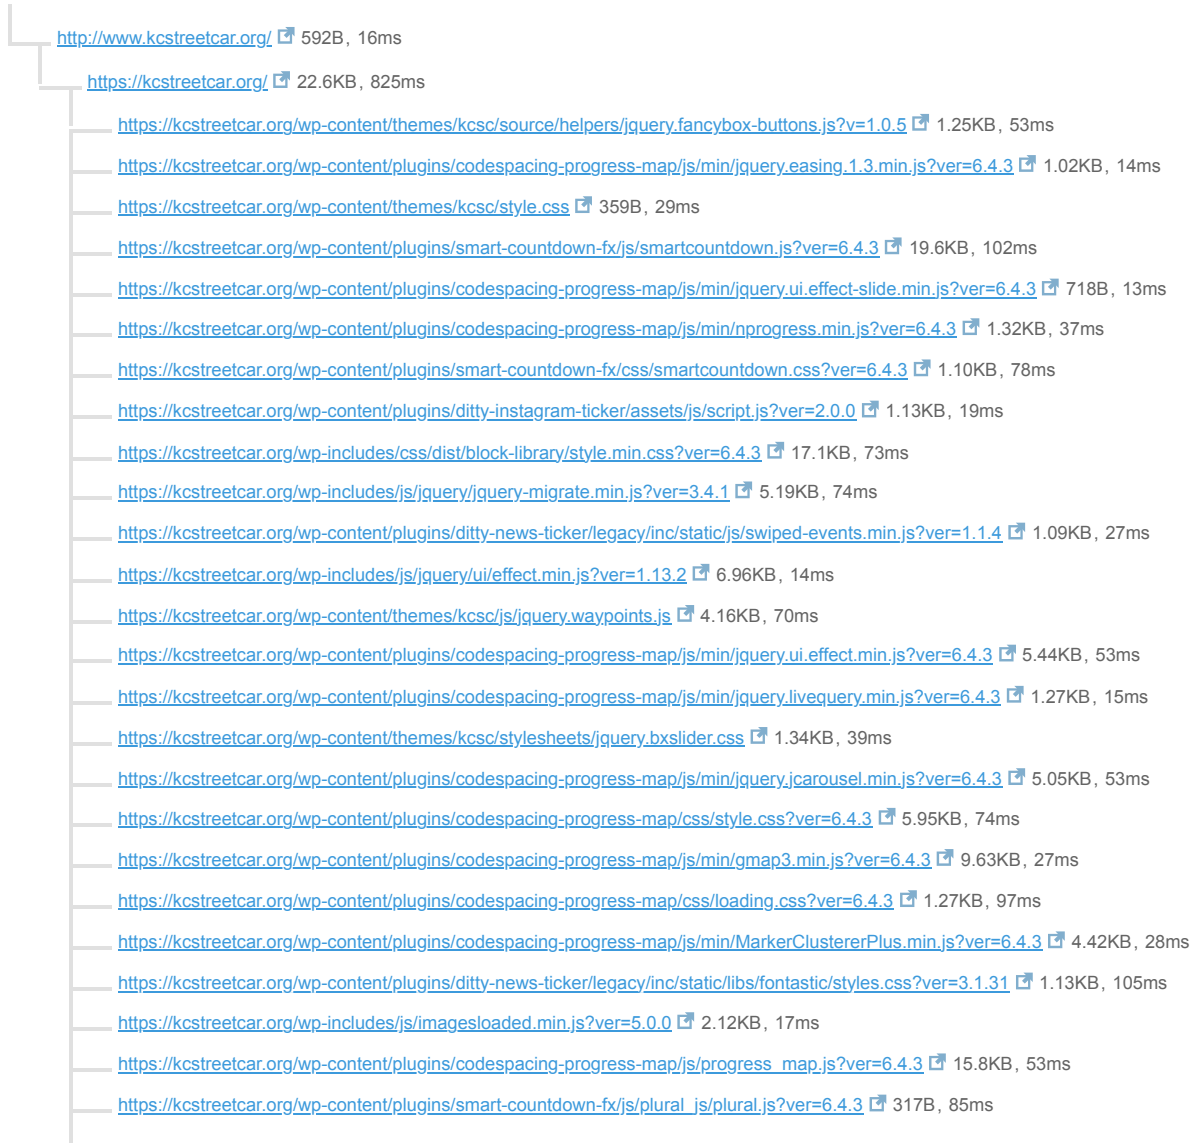 http://www.kcstreetcar.org/ 592B, 16ms
https://kcstreetcar.org/ 22.6KB, 825ms
https://kcstreetcar.org/wp-content/themes/kcsc/source/helpers/jquery.fancybox-buttons.js?v=1.0.5 1.25KB, 53ms
https://kcstreetcar.org/wp-content/plugins/codespacing-progress-map/js/min/jquery.easing.1.3.min.js?ver=6.4.3 1.02KB, 14ms
https://kcstreetcar.org/wp-content/themes/kcsc/style.css 359B, 29ms
https://kcstreetcar.org/wp-content/plugins/smart-countdown-fx/js/smartcountdown.js?ver=6.4.3 19.6KB, 102ms
https://kcstreetcar.org/wp-content/plugins/codespacing-progress-map/js/min/jquery.ui.effect-slide.min.js?ver=6.4.3 718B, 13ms
https://kcstreetcar.org/wp-content/plugins/codespacing-progress-map/js/min/nprogress.min.js?ver=6.4.3 1.32KB, 37ms
https://kcstreetcar.org/wp-content/plugins/smart-countdown-fx/css/smartcountdown.css?ver=6.4.3 1.10KB, 78ms
https://kcstreetcar.org/wp-content/plugins/ditty-instagram-ticker/assets/js/script.js?ver=2.0.0 1.13KB, 19ms
https://kcstreetcar.org/wp-includes/css/dist/block-library/style.min.css?ver=6.4.3 17.1KB, 73ms
https://kcstreetcar.org/wp-includes/js/jquery/jquery-migrate.min.js?ver=3.4.1 5.19KB, 74ms
https://kcstreetcar.org/wp-content/plugins/ditty-news-ticker/legacy/inc/static/js/swiped-events.min.js?ver=1.1.4 1.09KB, 27ms
https://kcstreetcar.org/wp-includes/js/jquery/ui/effect.min.js?ver=1.13.2 6.96KB, 14ms
https://kcstreetcar.org/wp-content/themes/kcsc/js/jquery.waypoints.js 4.16KB, 70ms
https://kcstreetcar.org/wp-content/plugins/codespacing-progress-map/js/min/jquery.ui.effect.min.js?ver=6.4.3 5.44KB, 53ms
https://kcstreetcar.org/wp-content/plugins/codespacing-progress-map/js/min/jquery.livequery.min.js?ver=6.4.3 1.27KB, 15ms
https://kcstreetcar.org/wp-content/themes/kcsc/stylesheets/jquery.bxslider.css 1.34KB, 39ms
https://kcstreetcar.org/wp-content/plugins/codespacing-progress-map/js/min/jquery.jcarousel.min.js?ver=6.4.3 5.05KB, 53ms
https://kcstreetcar.org/wp-content/plugins/codespacing-progress-map/css/style.css?ver=6.4.3 5.95KB, 74ms
https://kcstreetcar.org/wp-content/plugins/codespacing-progress-map/js/min/gmap3.min.js?ver=6.4.3 9.63KB, 27ms
https://kcstreetcar.org/wp-content/plugins/codespacing-progress-map/css/loading.css?ver=6.4.3 1.27KB, 97ms
https://kcstreetcar.org/wp-content/plugins/codespacing-progress-map/js/min/MarkerClustererPlus.min.js?ver=6.4.3 4.42KB, 28ms
https://kcstreetcar.org/wp-content/plugins/ditty-news-ticker/legacy/inc/static/libs/fontastic/styles.css?ver=3.1.31 1.13KB, 105ms
https://kcstreetcar.org/wp-includes/js/imagesloaded.min.js?ver=5.0.0 2.12KB, 17ms
https://kcstreetcar.org/wp-content/plugins/codespacing-progress-map/js/progress_map.js?ver=6.4.3 15.8KB, 53ms
https://kcstreetcar.org/wp-content/plugins/smart-countdown-fx/js/plural_js/plural.js?ver=6.4.3 317B, 85ms